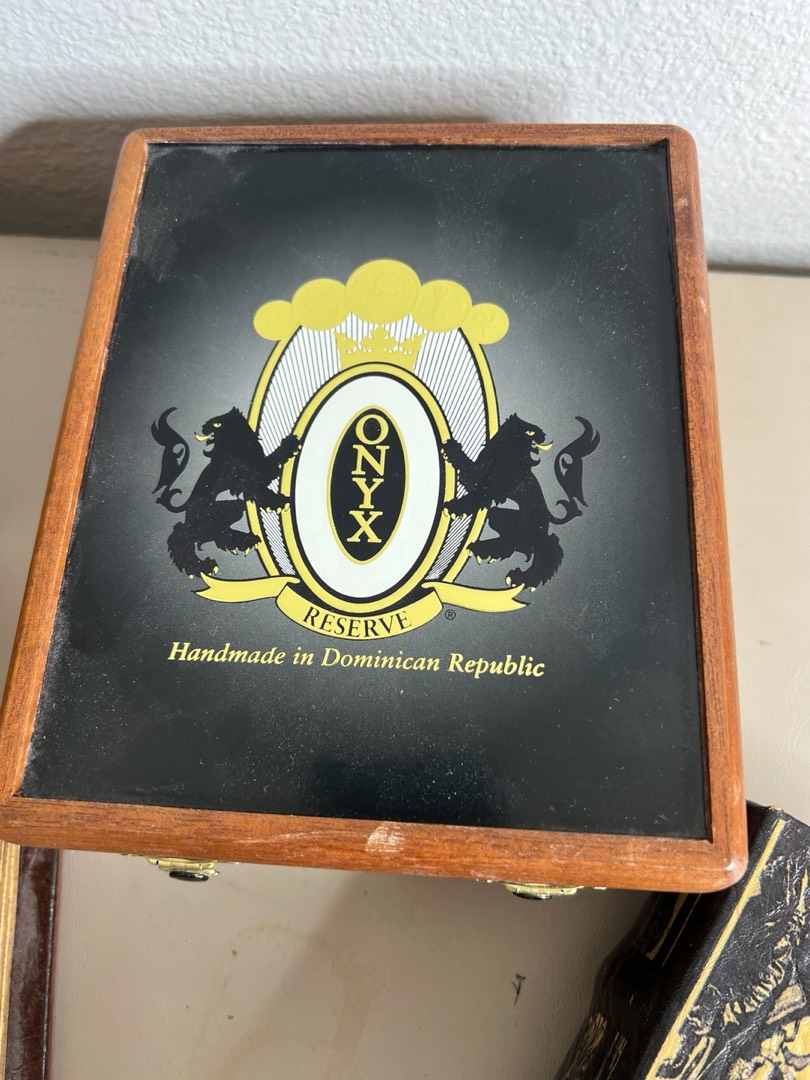 ONYX
RESERVE ®
Handmade in Dominican Republic